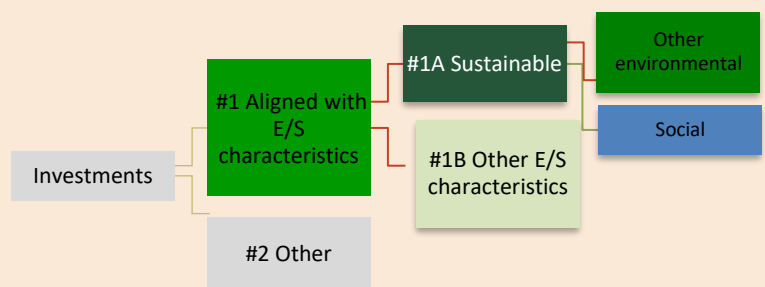 Investments
#1 Aligned with
E/S
characteristics
#2 Other
#1A Sustainable
#1B Other E/S
characteristics
Other
environmental
Social